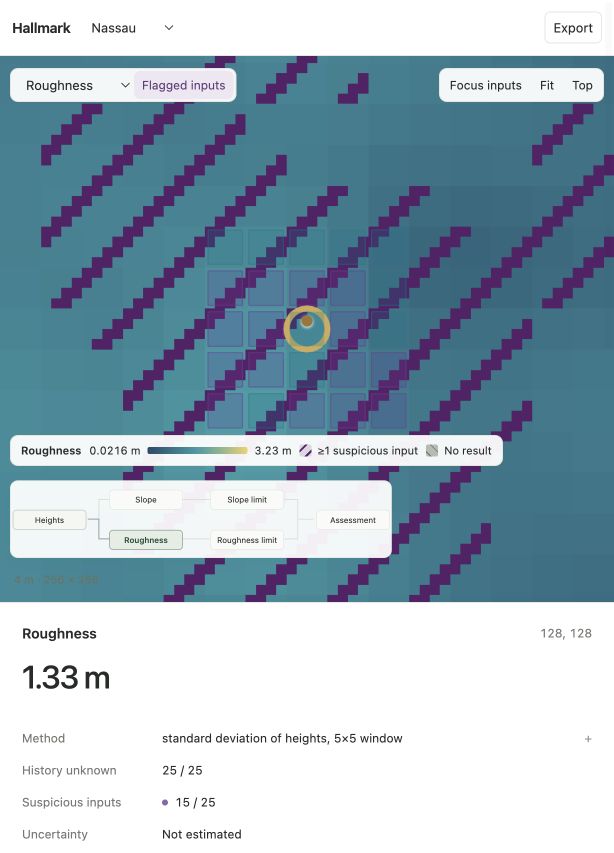 Hallmark Nassau Export
Roughness Flagged inputs Focus inputs Fit Top
Roughness 0.0216 m 3.23 m ≥1 suspicious input No result
Slope Slope limit
Heights Assessment
Roughness Roughness limit
4 m · 256 × 256
Roughness 128, 128
1.33 m
Method standard deviation of heights, 5×5 window +
History unknown 25 / 25
Suspicious inputs 15 / 25
Uncertainty Not estimated